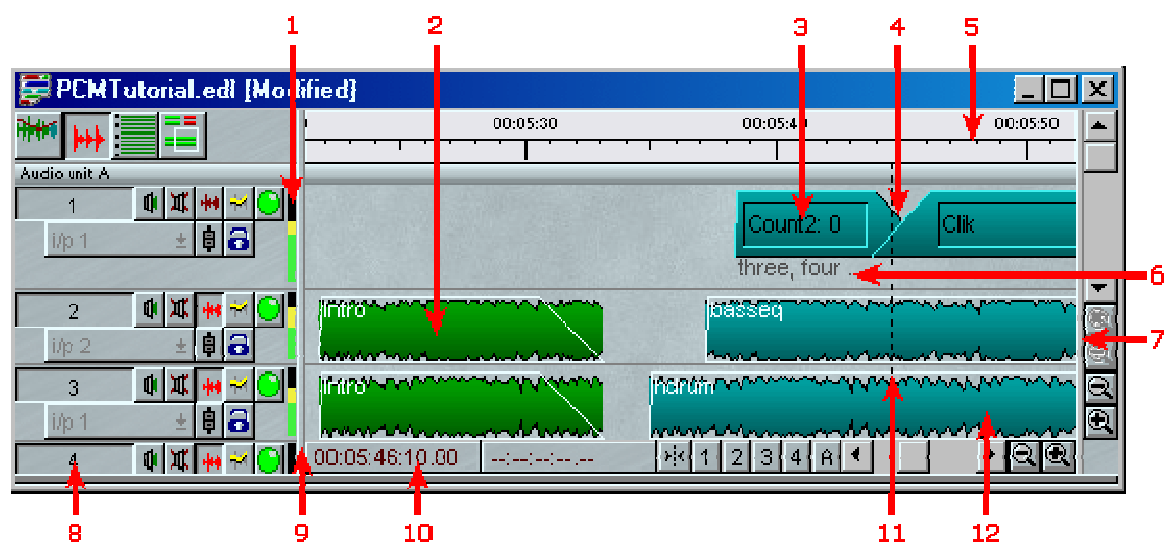 1 2 3 4 5
PCMTutorial.edl [Modified]
00:05:30 00:05:40 00:05:50
Audio unit A
1
i/p 1
Count2: 0 Clik
three, four ...
6
2
Intro basseq
i/p 2
7
3
Intro ndrum
i/p 1
4
00:05:46:10.00 --:--:--.-- 1 2 3 4 A
8 9 10 11 12